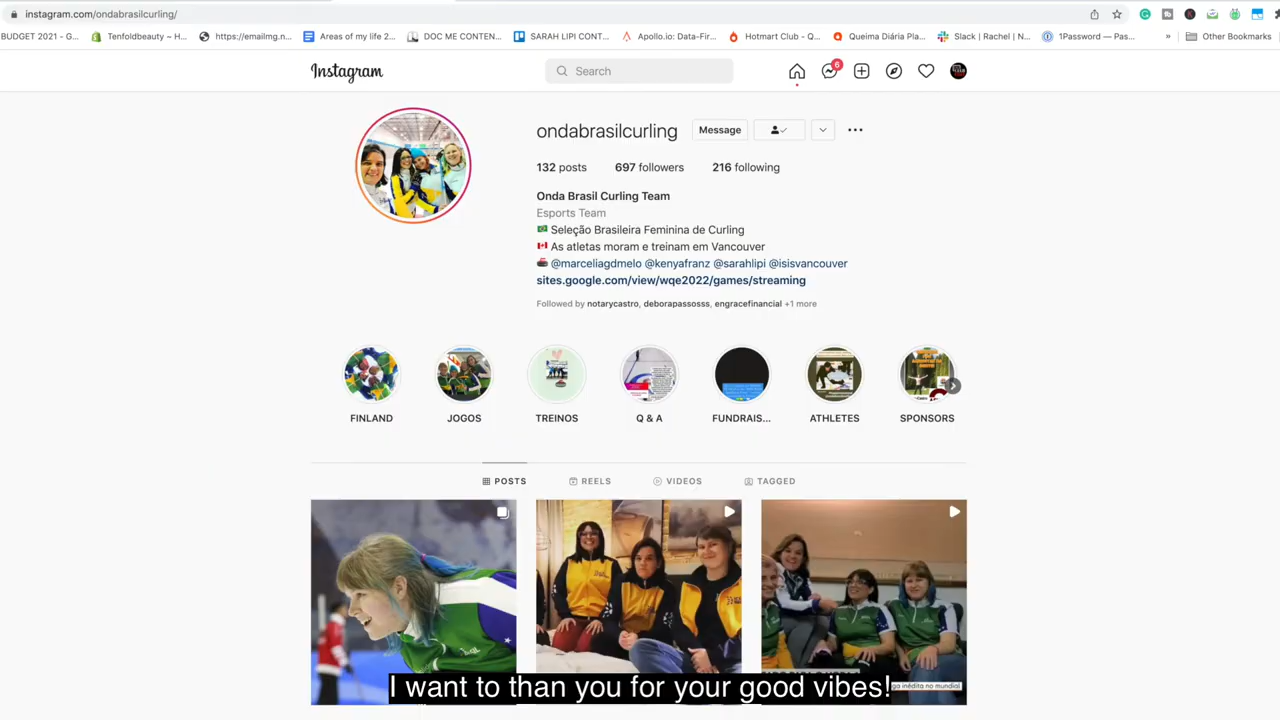 instagram.com/ondabrasilcurling/
BUDGET 2021 - G... Tenfoldbeauty ~ H... https://emailmg.n... Areas of my life 2... DOC ME CONTEN... SARAH LIPI CONT... Apollo.io: Data-Fir... Hotmart Club - Q... Queima Diária Pla... Slack | Rachel | N... 1Password — Pas... » Other Bookmarks
Instagram Search 6
ondabrasilcurling Message
132 posts 697 followers 216 following
Onda Brasil Curling Team
Esports Team
🇧🇷 Seleção Brasileira Feminina de Curling
🇨🇦 As atletas moram e treinam em Vancouver
🥌 @marceliagdmelo @kenyafranz @sarahlipi @isisvancouver
sites.google.com/view/wqe2022/games/streaming
Followed by notarycastro, deborapassosss, engracefinancial +1 more
FINLAND JOGOS TREINOS Q & A FUNDRAIS... ATHLETES SPONSORS
POSTS REELS VIDEOS TAGGED
ga inédita no mundial
I want to than you for your good vibes!